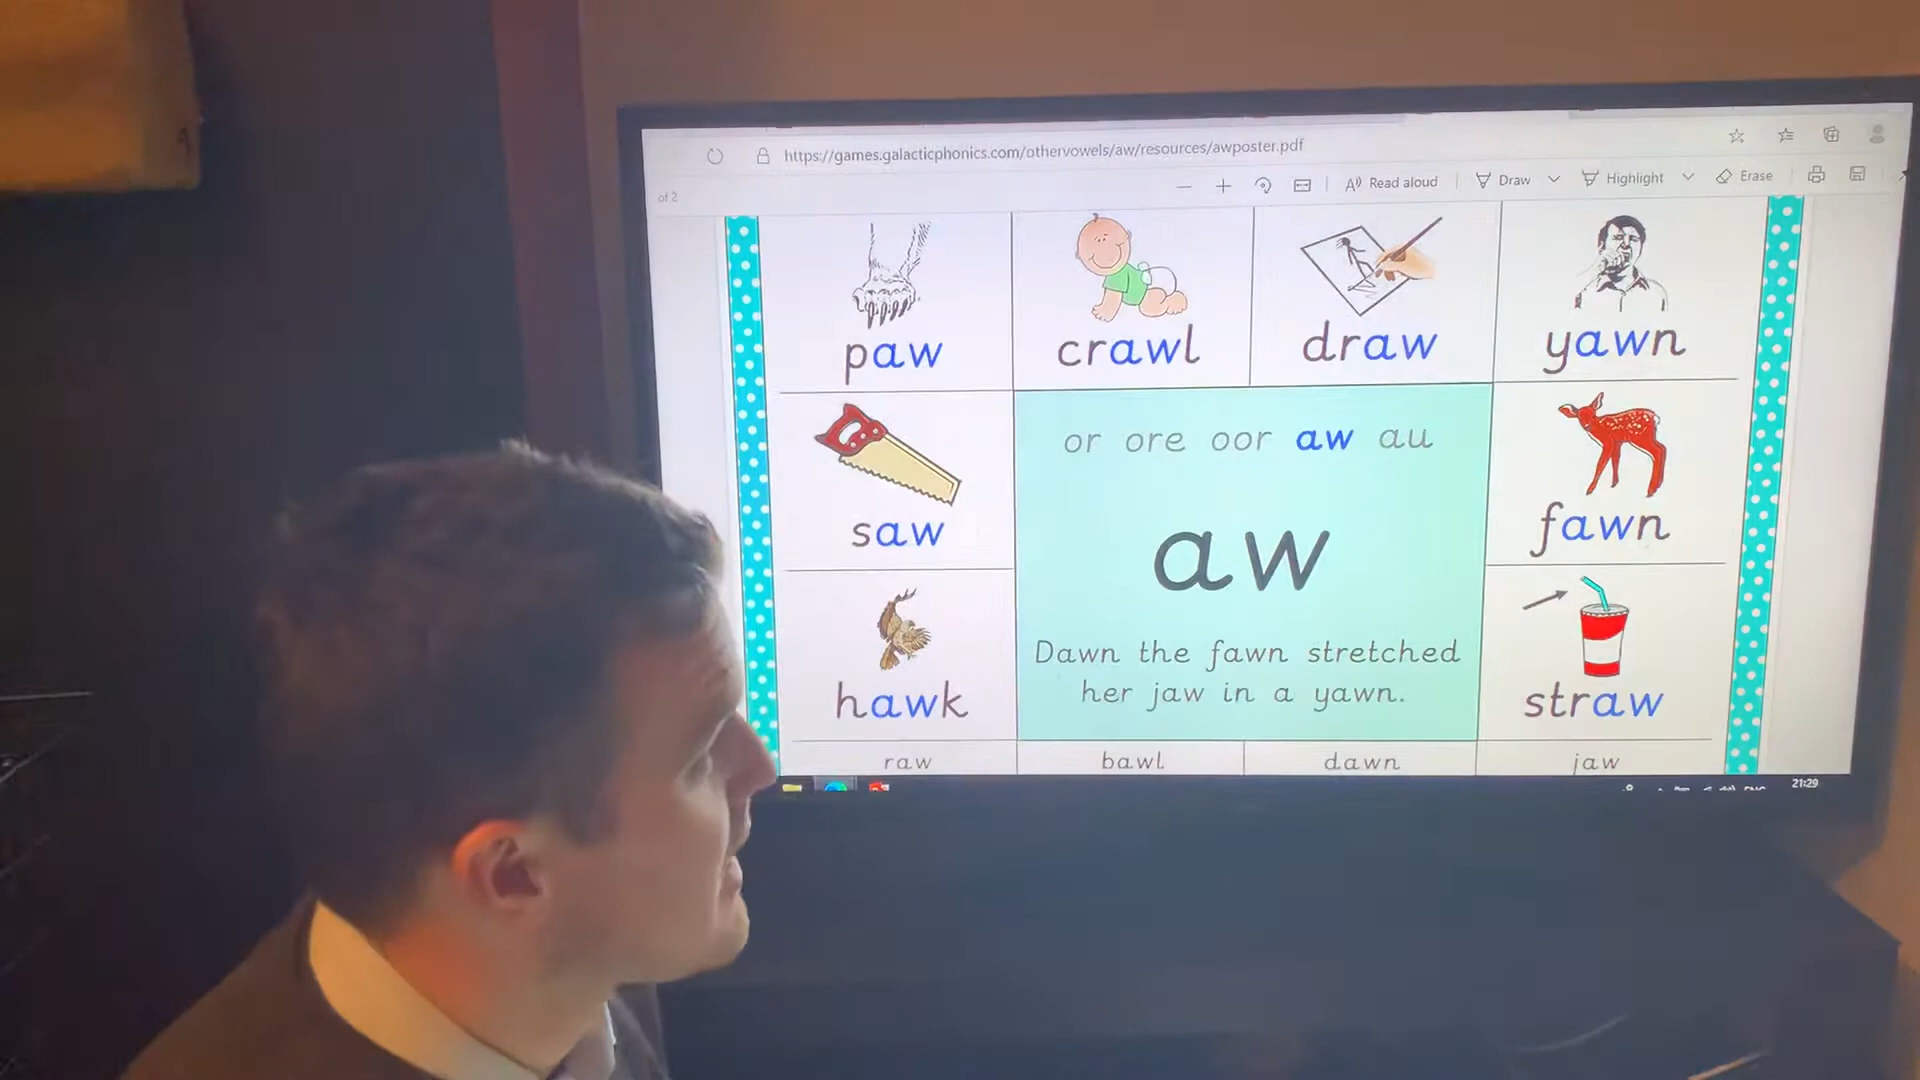 https://games.galacticphonics.com/othervowels/aw/resources/awposter.pdf
of 2
Read aloud
Draw
Highlight
Erase
paw
crawl
draw
yawn
saw
or ore oor aw au
fawn
aw
Dawn the fawn stretched
her jaw in a yawn.
hawk
straw
raw
bawl
dawn
jaw
21:29